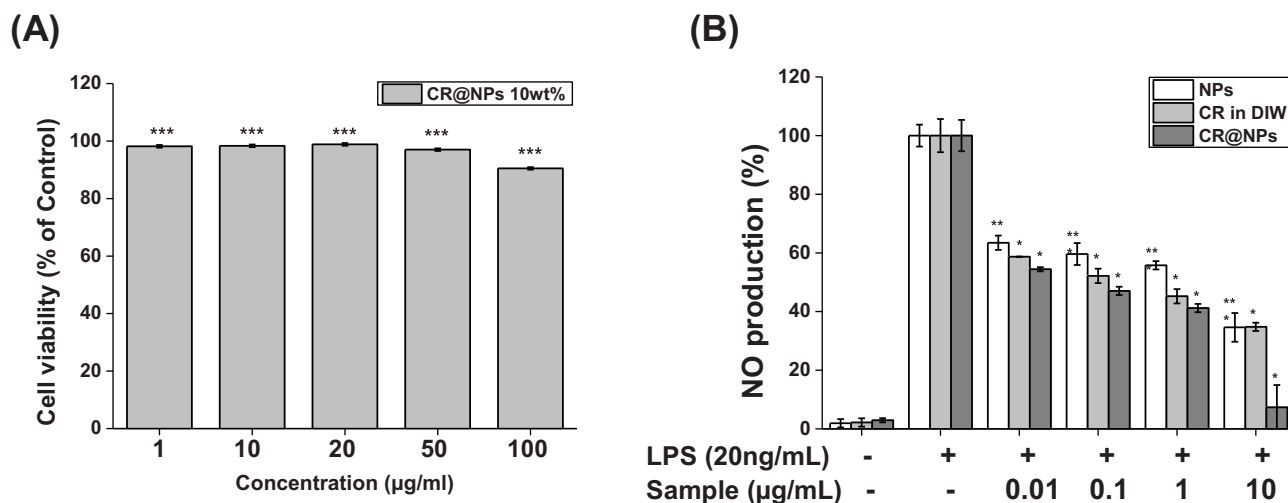 (A)
Cell viability (% of Control)
120
100
80
60
40
20
0
CR@NPs 10wt%
*** *** *** *** ***
1 10 20 50 100
Concentration (µg/ml)
(B)
NO production (%)
120
100
80
60
40
20
0
NPs
CR in DIW
CR@NPs
** * *
** * * *
** * * *
** * * *
LPS (20ng/mL) - + + + + +
Sample (µg/mL) - - 0.01 0.1 1 10